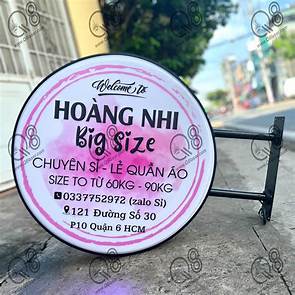 Welcome to
HOÀNG NHI
Big Size
CHUYÊN SỈ - LẺ QUẦN ÁO
SIZE TO TỪ 60KG - 90KG
0337752972 (zalo Sỉ)
121 Đường Số 30
P10 Quận 6 HCM